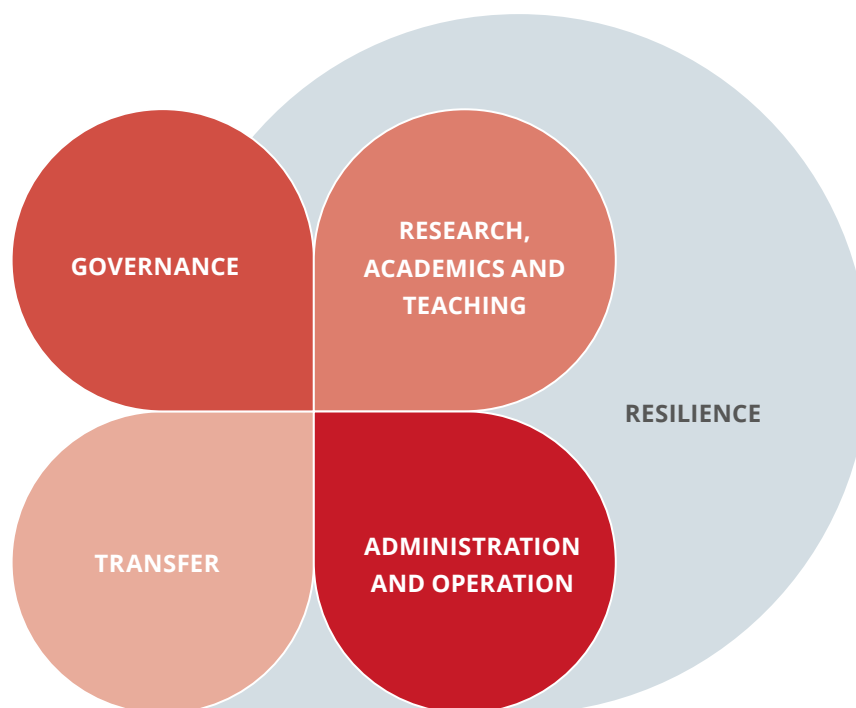 GOVERNANCE
RESEARCH,
ACADEMICS AND
TEACHING
RESILIENCE
TRANSFER
ADMINISTRATION
AND OPERATION